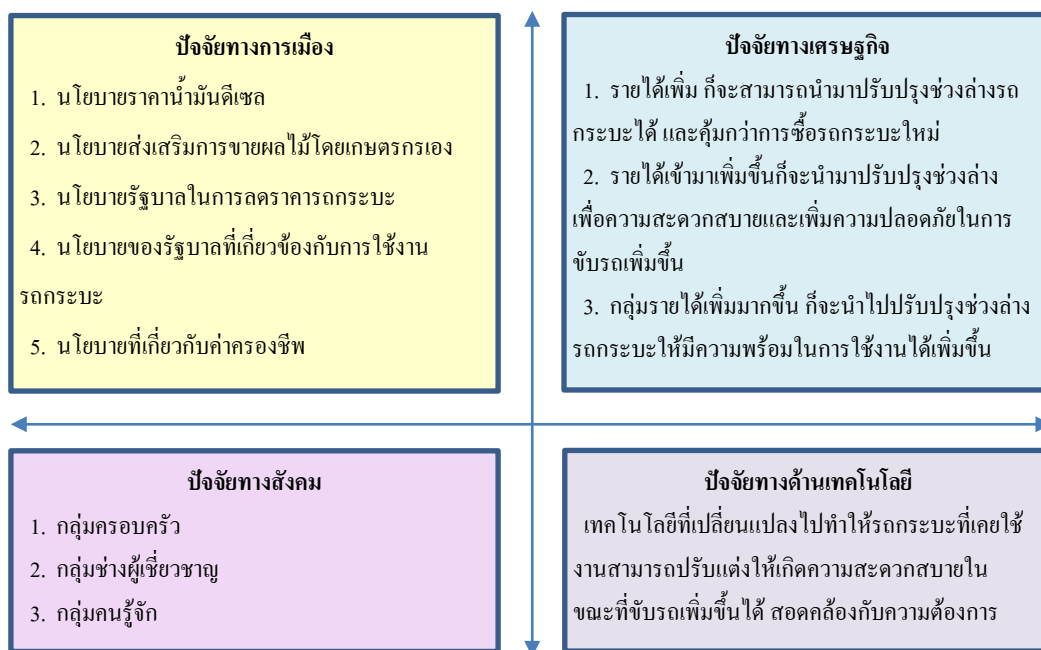 ปัจจัยทางการเมือง
1. นโยบายราคาน้ำมันดีเซล
2. นโยบายส่งเสริมการขายผลไม้โดยเกษตรกรเอง
3. นโยบายรัฐบาลในการลดราคารถกระบะ
4. นโยบายของรัฐบาลที่เกี่ยวข้องกับการใช้งาน
รถกระบะ
5. นโยบายที่เกี่ยวกับค่าครองชีพ
ปัจจัยทางเศรษฐกิจ
1. รายได้เพิ่ม ก็จะสามารถนำมาปรับปรุงช่วงล่างรถ
กระบะได้ และคุ้มกว่าการซื้อรถกระบะใหม่
2. รายได้เข้ามาเพิ่มขึ้นก็จะนำมาปรับปรุงช่วงล่าง
เพื่อความสะดวกสบายและเพิ่มความปลอดภัยในการ
ขับรถเพิ่มขึ้น
3. กลุ่มรายได้เพิ่มมากขึ้น ก็จะนำไปปรับปรุงช่วงล่าง
รถกระบะให้มีความพร้อมในการใช้งานได้เพิ่มขึ้น
ปัจจัยทางสังคม
1. กลุ่มครอบครัว
2. กลุ่มช่างผู้เชี่ยวชาญ
3. กลุ่มคนรู้จัก
ปัจจัยทางด้านเทคโนโลยี
เทคโนโลยีที่เปลี่ยนแปลงไปทำให้รถกระบะที่เคยใช้
งานสามารถปรับแต่งให้เกิดความสะดวกสบายใน
ขณะที่ขับรถเพิ่มขึ้นได้ สอดคล้องกับความต้องการ